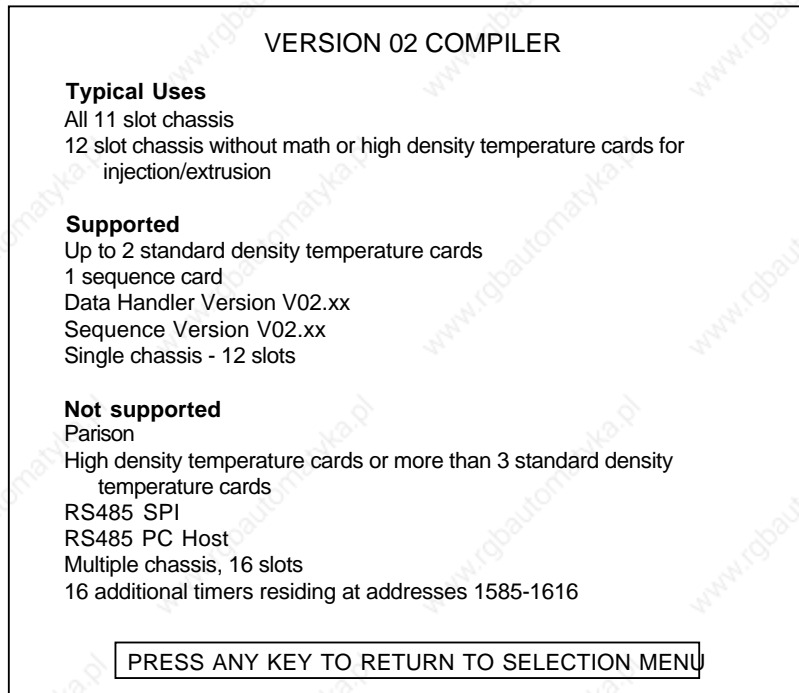 VERSION 02 COMPILER
Typical Uses
All 11 slot chassis
12 slot chassis without math or high density temperature cards for
injection/extrusion
Supported
Up to 2 standard density temperature cards
1 sequence card
Data Handler Version V02.xx
Sequence Version V02.xx
Single chassis - 12 slots
Not supported
Parison
High density temperature cards or more than 3 standard density
temperature cards
RS485 SPI
RS485 PC Host
Multiple chassis, 16 slots
16 additional timers residing at addresses 1585-1616
PRESS ANY KEY TO RETURN TO SELECTION MENU
www.rgbautomatyka.pl